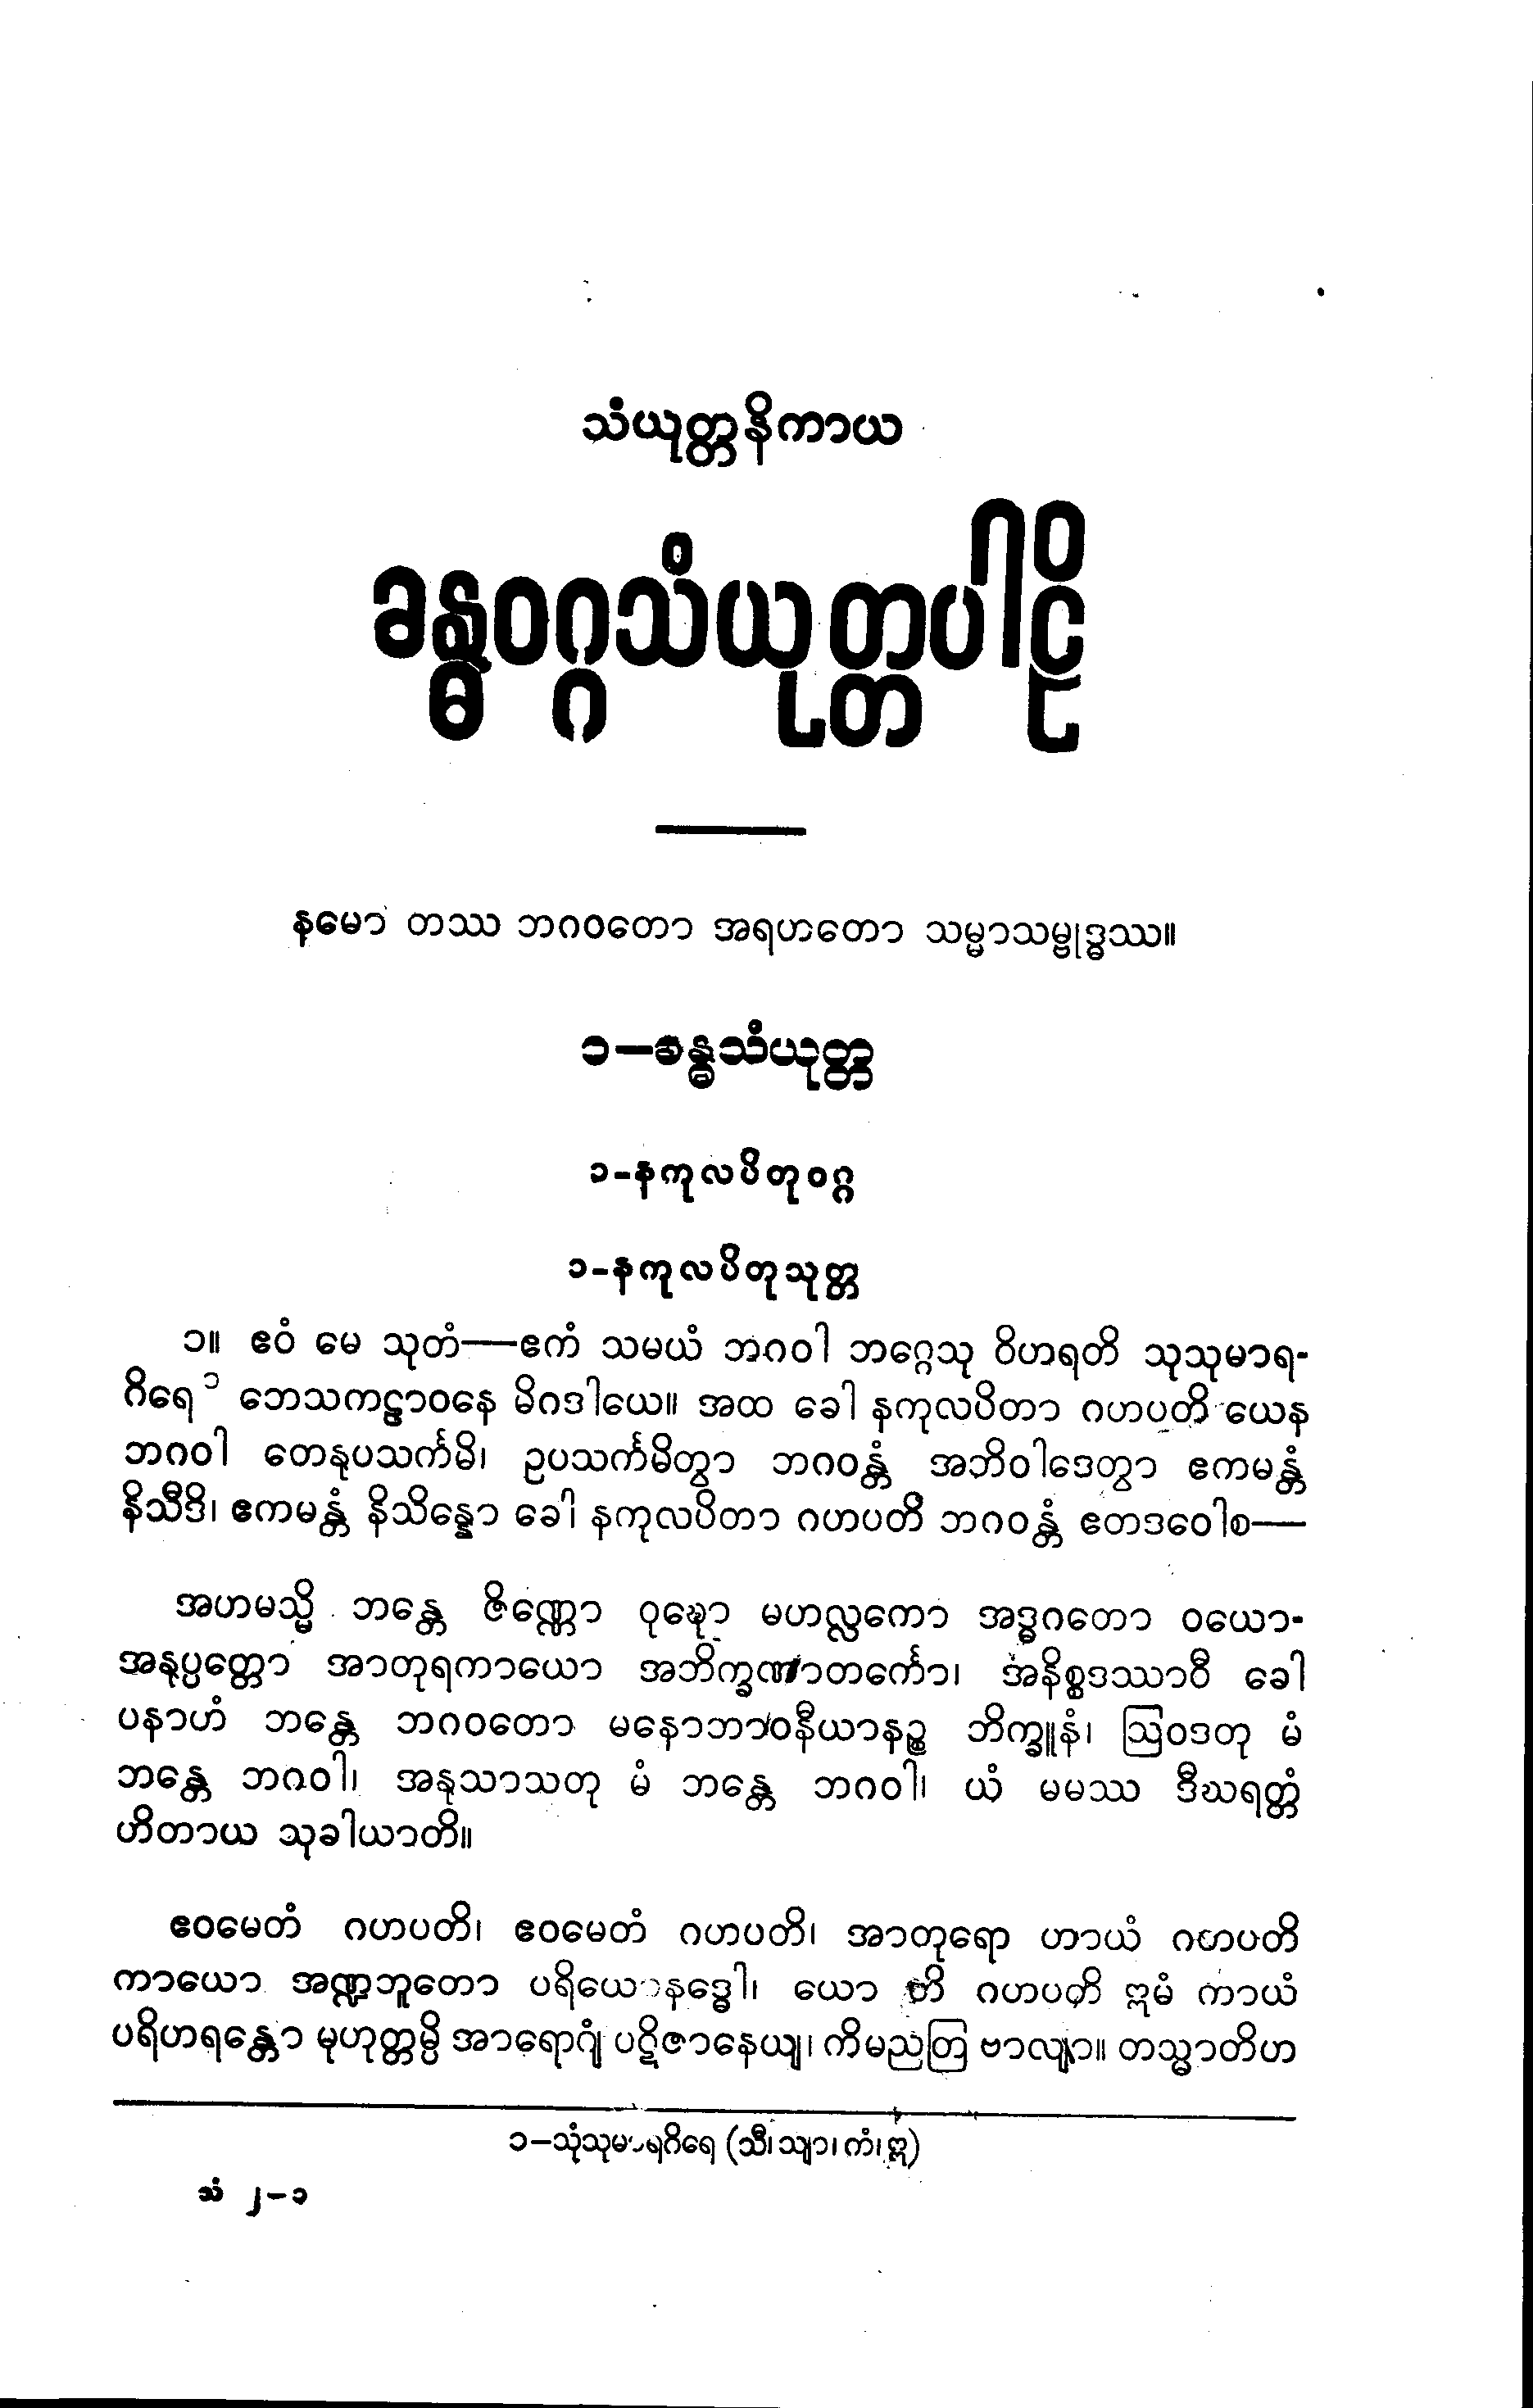 သံယုတ္တနိကာယ
ခန္ဓဝဂ္ဂသံယုတ္တပါဠိ
နမော တဿ ဘဂဝတော အရဟတော သမ္မာသမ္ဗုဒ္ဓဿ။
၁—ခန္ဓသံယုတ္တ
၁-နကုလပိတုဝဂ္ဂ
၁-နကုလပိတုသုတ္တ
၁။ ဧဝံ မေ သုတံ—ဧကံ သမယံ ဘဂဝါ ဘဂ္ဂေသု ဝိဟရတိ သုသုမာရ-
ဂိရေ ၁ ဘေသကဠာဝနေ မိဂဒါယေ။ အထ ခေါ နကုလပိတာ ဂဟပတိ ယေန
ဘဂဝါ တေနုပသင်္ကမိ၊ ဥပသင်္ကမိတွာ ဘဂဝန္တံ အဘိဝါဒေတွာ ဧကမန္တံ
နိသီဒိ၊ ဧကမန္တံ နိသိန္နော ခေါ နကုလပိတာ ဂဟပတိ ဘဂဝန္တံ ဧတဒဝေါစ—
အဟမသ္မိ ဘန္တေ ဇိဏ္ဏော ဝုဍ္ဎော မဟလ္လကော အဒ္ဓဂတော ဝယော-
အနုပ္ပတ္တော အာတုရကာယော အဘိက္ခဏာတင်္ကော၊ အနိစ္စဒဿာဝီ ခေါ
ပနာဟံ ဘန္တေ ဘဂဝတော မနောဘာဝနီယာနဉ္စ ဘိက္ခူနံ၊ ဩဝဒတု မံ
ဘန္တေ ဘဂဝါ၊ အနုသာသတု မံ ဘန္တေ ဘဂဝါ၊ ယံ မမဿ ဒီဃရတ္တံ
ဟိတာယ သုခါယာတိ။
ဧဝမေတံ ဂဟပတိ၊ ဧဝမေတံ ဂဟပတိ၊ အာတုရော ဟာယံ ဂဟပတိ
ကာယော အဏ္ဍဘူတော ပရိယောနဒ္ဓေါ၊ ယော ဟိ ဂဟပတိ ဣမံ ကာယံ
ပရိဟရန္တော မုဟုတ္တမ္ပိ အာရောဂျံ ပဋိဇာနေယျ၊ ကိမညတြ ဗာလျာ။ တသ္မာတိဟ
၁—သုံသုမာရဂိရေ (သီ၊ သျာ၊ ကံ၊ ဣ)
သံ ၂—၁